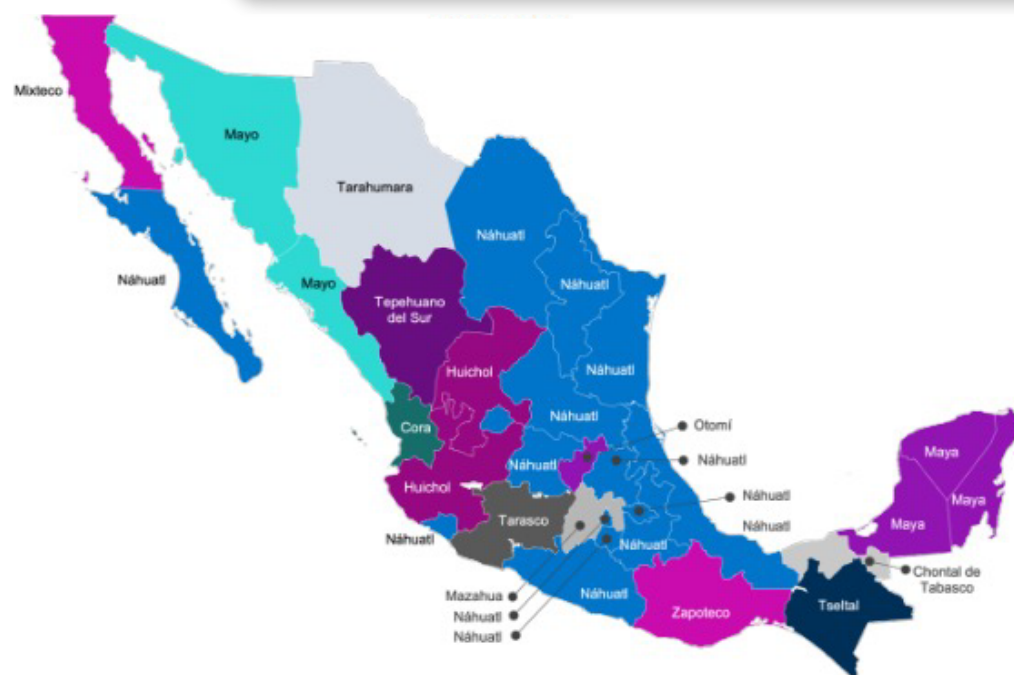 Mixteco
Mayo
Tarahumara
Náhuatl
Náhuatl
Náhuatl
Mayo
Tepehuano
del Sur
Náhuatl
Huichol
Náhuatl
Cora
Otomí
Náhuatl
Náhuatl
Maya
Huichol
Náhuatl
Maya
Tarasco
Náhuatl
Maya
Náhuatl
Náhuatl
Chontal de
Tabasco
Mazahua
Náhuatl
Tseltal
Náhuatl
Zapoteco
Náhuatl